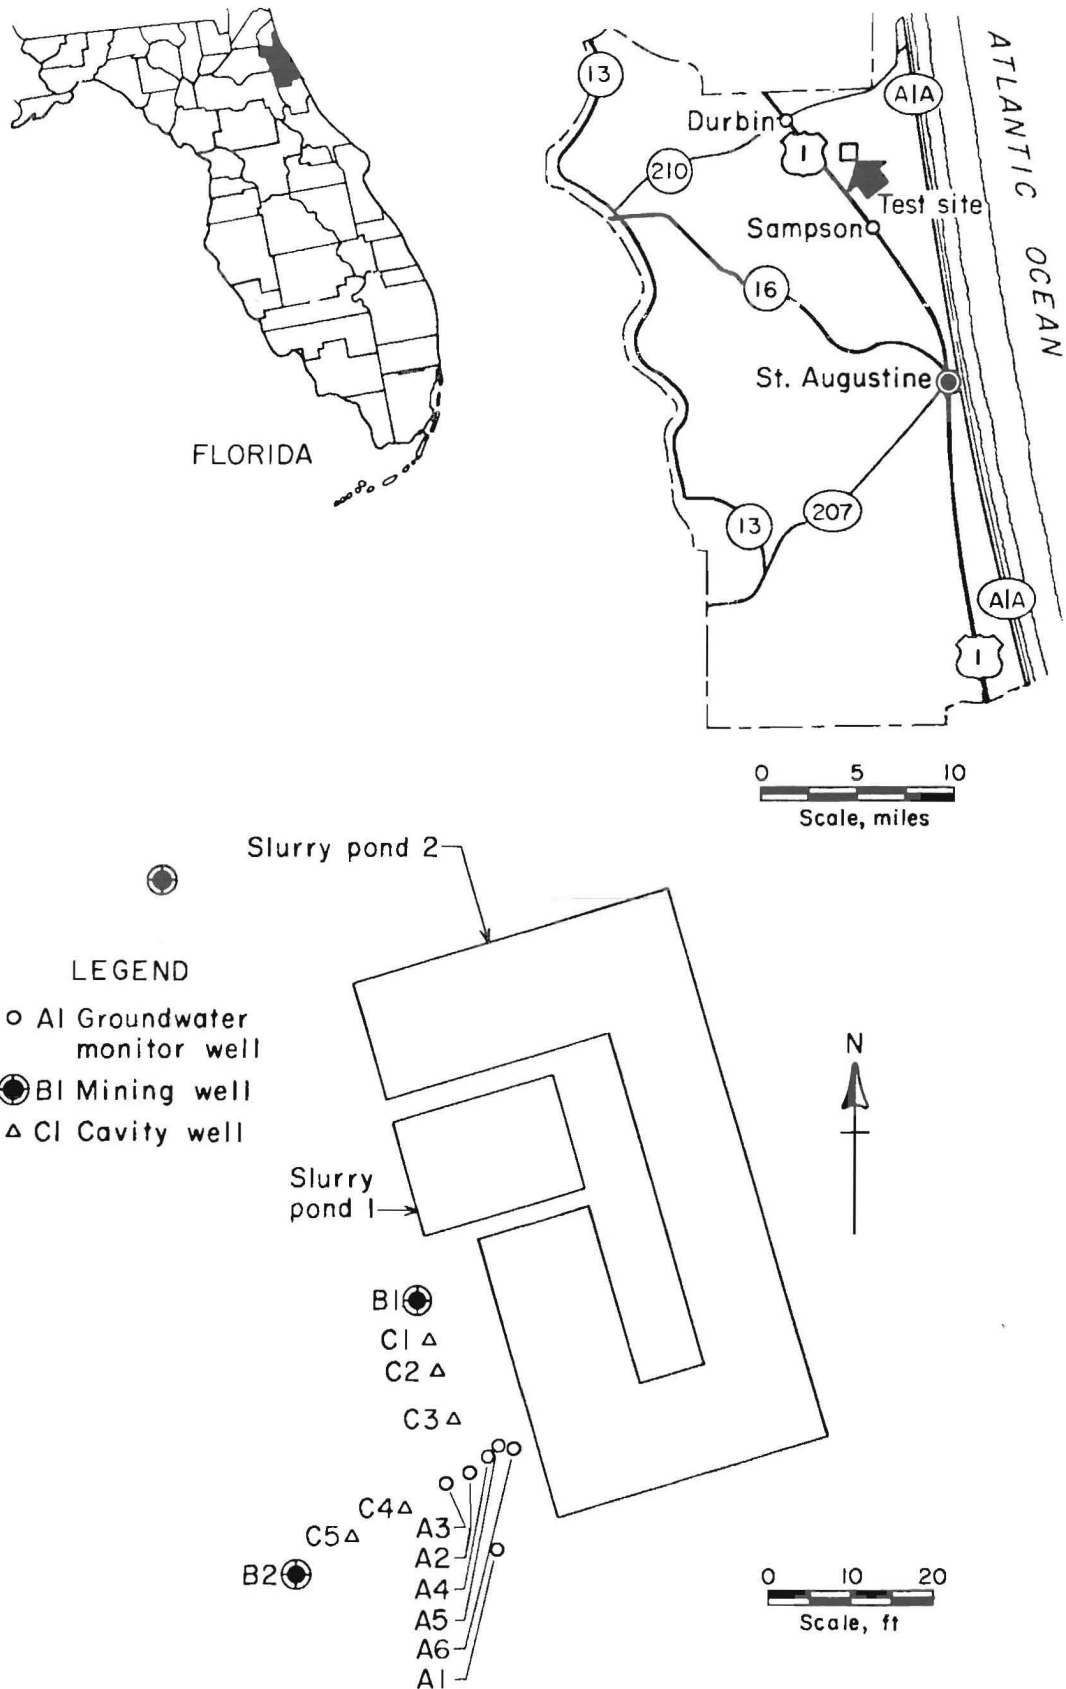 FLORIDA
13
A1A
ATLANTIC OCEAN
Durbin
1
210
Test site
Sampson
16
St. Augustine
207
13
A1A
1
0 5 10
Scale, miles
Slurry pond 2
LEGEND
A1 Groundwater
monitor well
B1 Mining well
C1 Cavity well
N
Slurry
pond 1
B1
C1
C2
C3
C4
C5
B2
A3
A2
A4
A5
A6
A1
0 10 20
Scale, ft